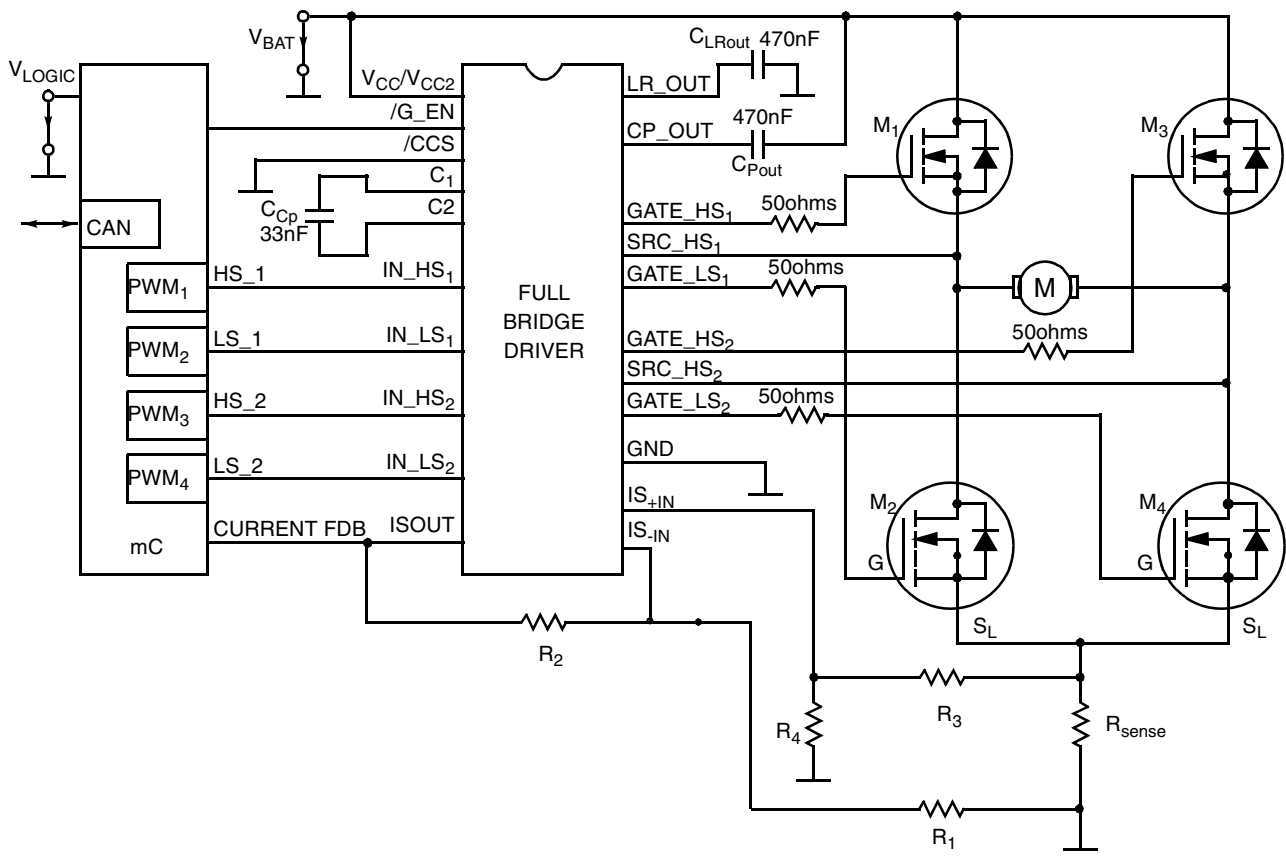 V_BAT
C_LRout 470nF
V_LOGIC
V_CC/V_CC2
LR_OUT
/G_EN
CP_OUT
470nF
C_Pout
M_1
M_3
/CCS
C_1
C_Cp
33nF
C2
GATE_HS_1
50ohms
CAN
SRC_HS_1
PWM_1
HS_1
IN_HS_1
GATE_LS_1
50ohms
M
FULL
BRIDGE
DRIVER
PWM_2
LS_1
IN_LS_1
GATE_HS_2
50ohms
SRC_HS_2
PWM_3
HS_2
IN_HS_2
GATE_LS_2
50ohms
GND
PWM_4
LS_2
IN_LS_2
IS_+IN
M_2
M_4
mC
CURRENT FDB
ISOUT
IS_-IN
G
G
S_L
S_L
R_2
R_3
R_4
R_sense
R_1